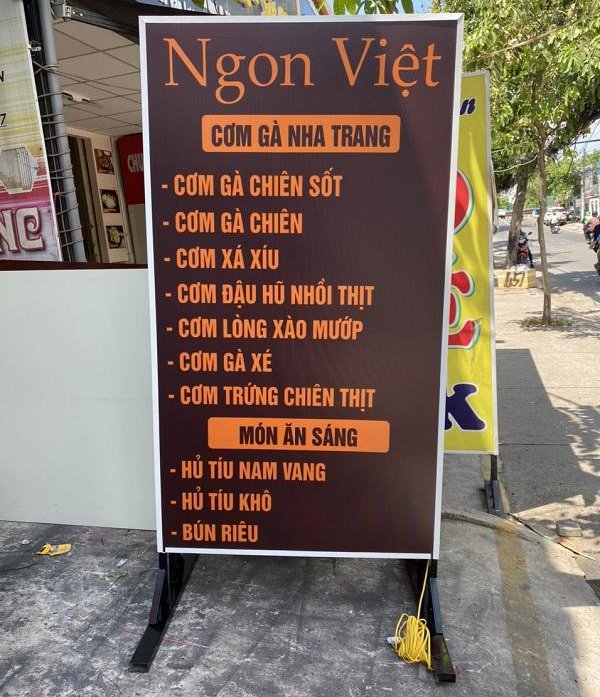 Ngon Việt
CƠM GÀ NHA TRANG
- CƠM GÀ CHIÊN SỐT
- CƠM GÀ CHIÊN
- CƠM XÁ XÍU
- CƠM ĐẬU HŨ NHỒI THỊT
- CƠM LÒNG XÀO MƯỚP
- CƠM GÀ XÉ
- CƠM TRỨNG CHIÊN THỊT
MÓN ĂN SÁNG
- HỦ TÍU NAM VANG
- HỦ TÍU KHÔ
- BÚN RIÊU